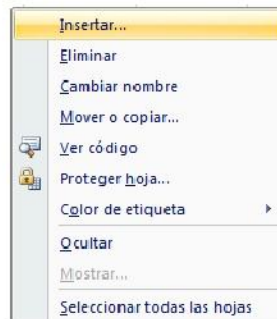 Insertar...
Eliminar
Cambiar nombre
Mover o copiar...
Ver código
Proteger hoja...
Color de etiqueta
Ocultar
Mostrar...
Seleccionar todas las hojas